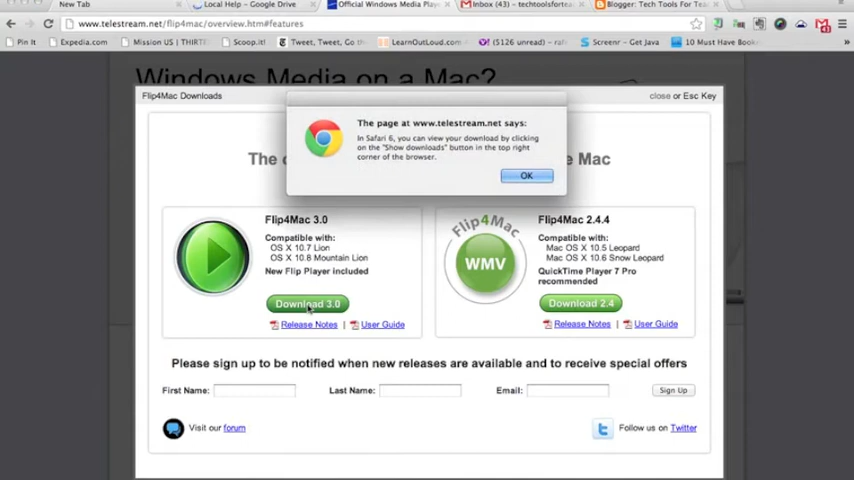 New Tab
Local Help – Google Drive
Official Windows Media Play
Inbox (43) – techtoolsfortea
Blogger: Tech Tools For Tea
www.telestream.net/flip4mac/overview.htm#features
Pin It
Expedia.com
Mission US | THIRTE
Scoop.it!
Tweet, Tweet, Go th
LearnOutLoud.com
(5126 unread)
Screenr – Get Java
10 Must Have Book
Windows Media on a Mac?
Flip4Mac Downloads
close or Esc Key
The page at www.telestream.net says:
In Safari 6, you can view your download by clicking
on the "Show downloads" button in the top right
corner of the browser.
OK
The
Mac
Flip4Mac 3.0
Compatible with:
OS X 10.7 Lion
OS X 10.8 Mountain Lion
New Flip Player included
Download 3.0
Release Notes | User Guide
Flip4Mac
WMV
Flip4Mac 2.4.4
Compatible with:
Mac OS X 10.5 Leopard
Mac OS X 10.6 Snow Leopard
QuickTime Player 7 Pro
recommended
Download 2.4
Release Notes | User Guide
Please sign up to be notified when new releases are available and to receive special offers
First Name:
Last Name:
Email:
Sign Up
Visit our forum
Follow us on Twitter